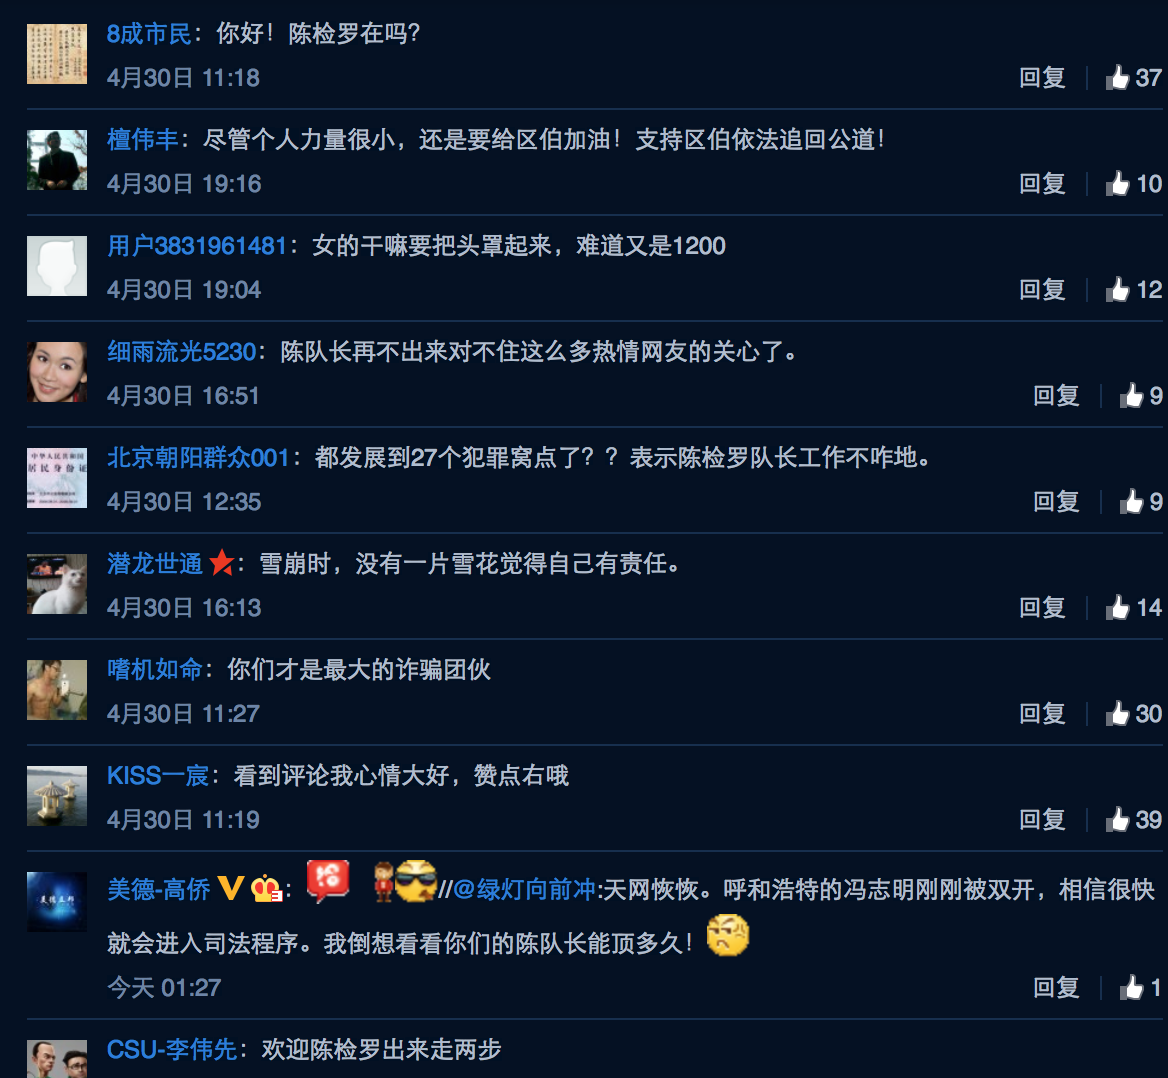 8成市民：你好！陈检罗在吗？
4月30日 11:18
回复 37
檀伟丰：尽管个人力量很小，还是要给区伯加油！支持区伯依法追回公道！
4月30日 19:16
回复 10
用户3831961481：女的干嘛要把头罩起来，难道又是1200
4月30日 19:04
回复 12
细雨流光5230：陈队长再不出来对不住这么多热情网友的关心了。
4月30日 16:51
回复 9
北京朝阳群众001：都发展到27个犯罪窝点了？？表示陈检罗队长工作不咋地。
4月30日 12:35
回复 9
潜龙世通：雪崩时，没有一片雪花觉得自己有责任。
4月30日 16:13
回复 14
嗜机如命：你们才是最大的诈骗团伙
4月30日 11:27
回复 30
KISS一宸：看到评论我心情大好，赞点右哦
4月30日 11:19
回复 39
美德-高侨 V：//@绿灯向前冲:天网恢恢。呼和浩特的冯志明刚刚被双开，相信很快
就会进入司法程序。我倒想看看你们的陈队长能顶多久！
今天 01:27
回复 1
CSU-李伟先：欢迎陈检罗出来走两步